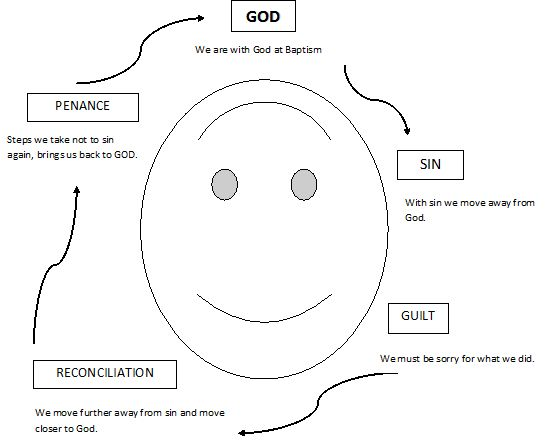 GOD
We are with God at Baptism
SIN
With sin we move away from
God.
GUILT
We must be sorry for what we did.
RECONCILIATION
We move further away from sin and move
closer to God.
PENANCE
Steps we take not to sin
again, brings us back to GOD.